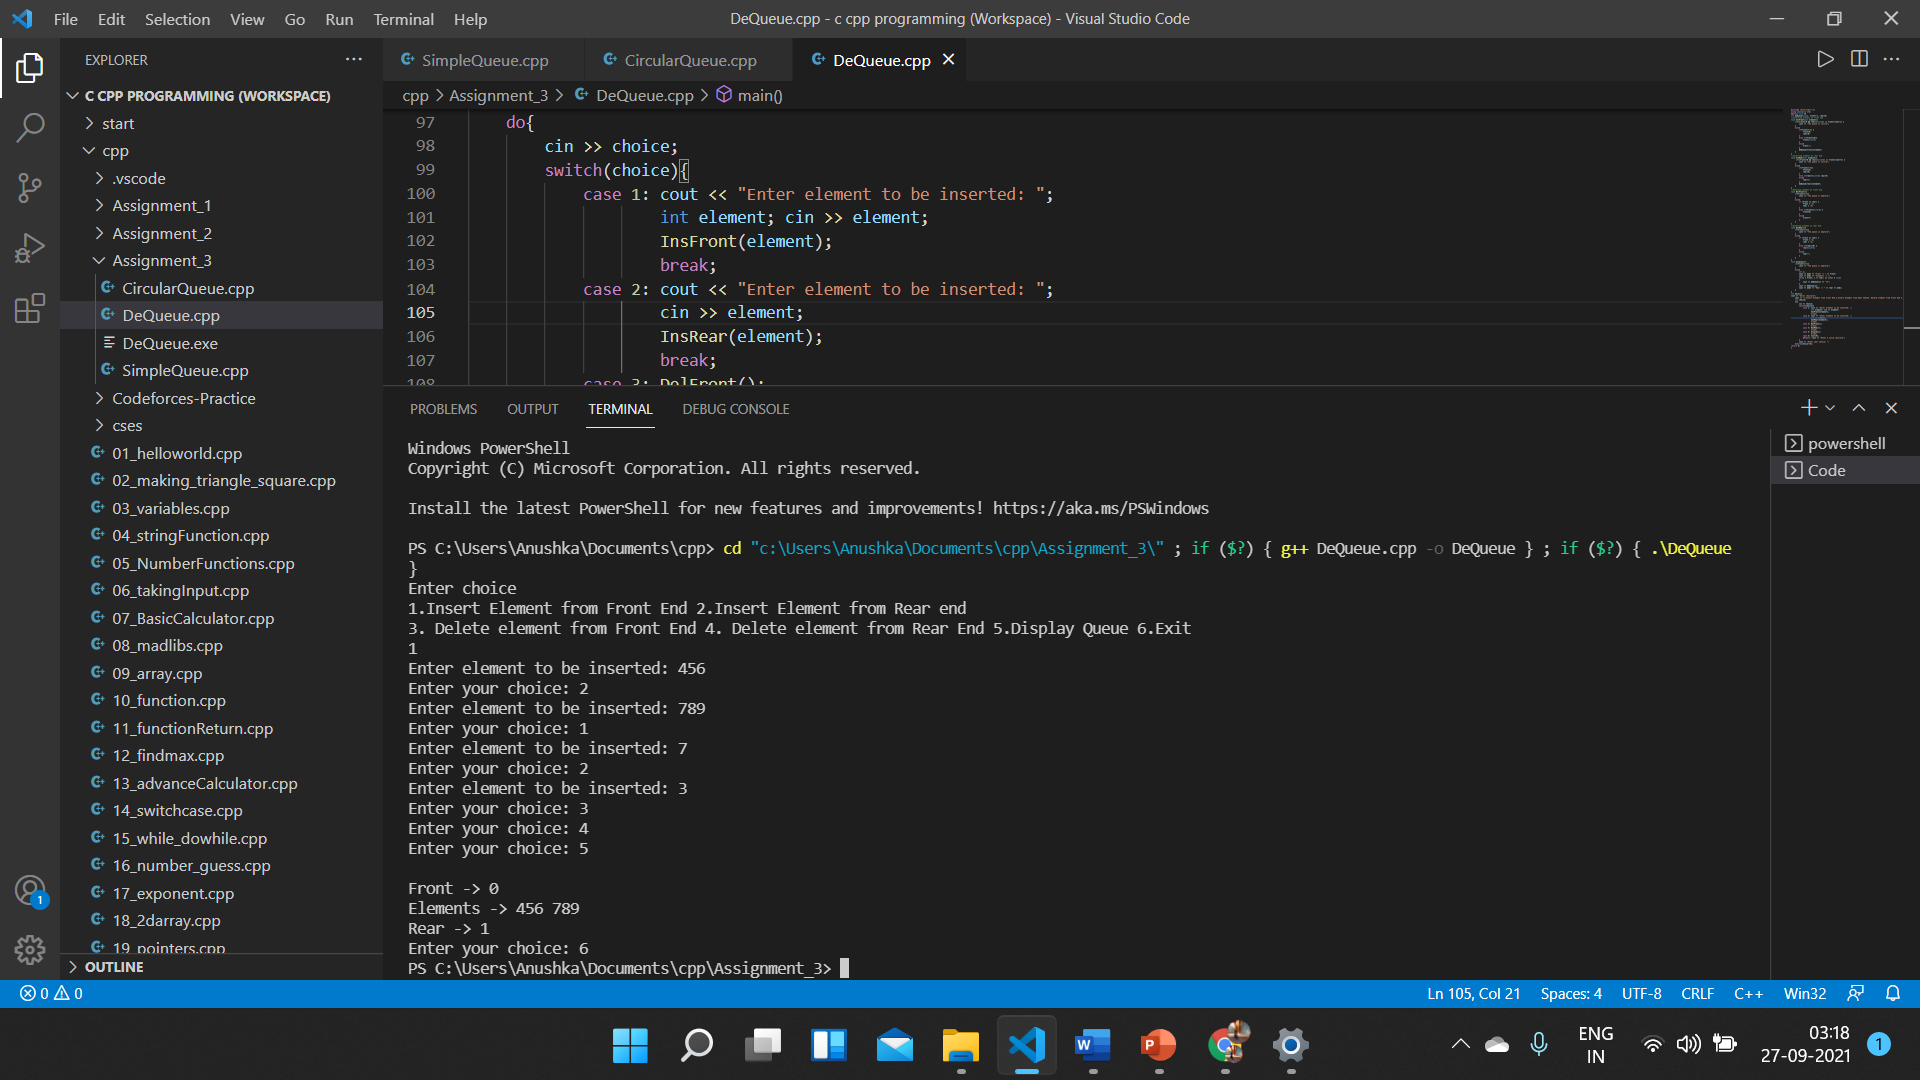 File Edit Selection View Go Run Terminal Help
DeQueue.cpp - c cpp programming (Workspace) - Visual Studio Code
EXPLORER
SimpleQueue.cpp
CircularQueue.cpp
DeQueue.cpp
C CPP PROGRAMMING (WORKSPACE)
start
cpp
.vscode
Assignment_1
Assignment_2
Assignment_3
CircularQueue.cpp
DeQueue.cpp
DeQueue.exe
SimpleQueue.cpp
Codeforces-Practice
cses
01_helloworld.cpp
02_making_triangle_square.cpp
03_variables.cpp
04_stringFunction.cpp
05_NumberFunctions.cpp
06_takingInput.cpp
07_BasicCalculator.cpp
08_madlibs.cpp
09_array.cpp
10_function.cpp
11_functionReturn.cpp
12_findmax.cpp
13_advanceCalculator.cpp
14_switchcase.cpp
15_while_dowhile.cpp
16_number_guess.cpp
17_exponent.cpp
18_2darray.cpp
19_pointers.cpp
OUTLINE
cpp > Assignment_3 > DeQueue.cpp > main()
97 do{
98 cin >> choice;
99 switch(choice){
100 case 1: cout << "Enter element to be inserted: ";
101 int element; cin >> element;
102 InsFront(element);
103 break;
104 case 2: cout << "Enter element to be inserted: ";
105 cin >> element;
106 InsRear(element);
107 break;
108 case 3: DelFront();
PROBLEMS OUTPUT TERMINAL DEBUG CONSOLE
powershell
Code
Windows PowerShell
Copyright (C) Microsoft Corporation. All rights reserved.
Install the latest PowerShell for new features and improvements! https://aka.ms/PSWindows
PS C:\Users\Anushka\Documents\cpp> cd "c:\Users\Anushka\Documents\cpp\Assignment_3\" ; if ($?) { g++ DeQueue.cpp -o DeQueue } ; if ($?) { .\DeQueue
}
Enter choice
1.Insert Element from Front End 2.Insert Element from Rear end
3. Delete element from Front End 4. Delete element from Rear End 5.Display Queue 6.Exit
1
Enter element to be inserted: 456
Enter your choice: 2
Enter element to be inserted: 789
Enter your choice: 1
Enter element to be inserted: 7
Enter your choice: 2
Enter element to be inserted: 3
Enter your choice: 3
Enter your choice: 4
Enter your choice: 5
Front -> 0
Elements -> 456 789
Rear -> 1
Enter your choice: 6
PS C:\Users\Anushka\Documents\cpp\Assignment_3>
1
0 0
Ln 105, Col 21 Spaces: 4 UTF-8 CRLF C++ Win32
W P
ENG
IN
03:18
27-09-2021
1